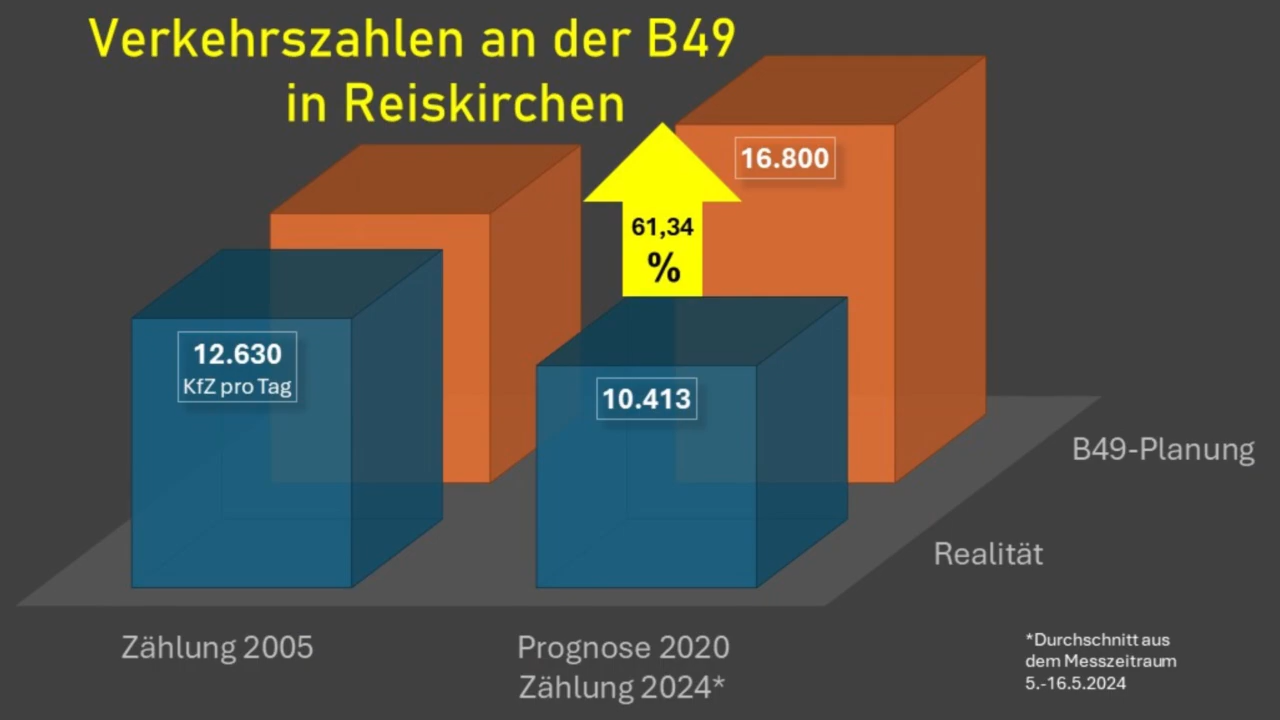 Verkehrszahlen an der B49
in Reiskirchen
16.800
61,34
%
12.630
KfZ pro Tag
10.413
B49-Planung
Realität
Zählung 2005
Prognose 2020
Zählung 2024*
*Durchschnitt aus
dem Messzeitraum
5.-16.5.2024